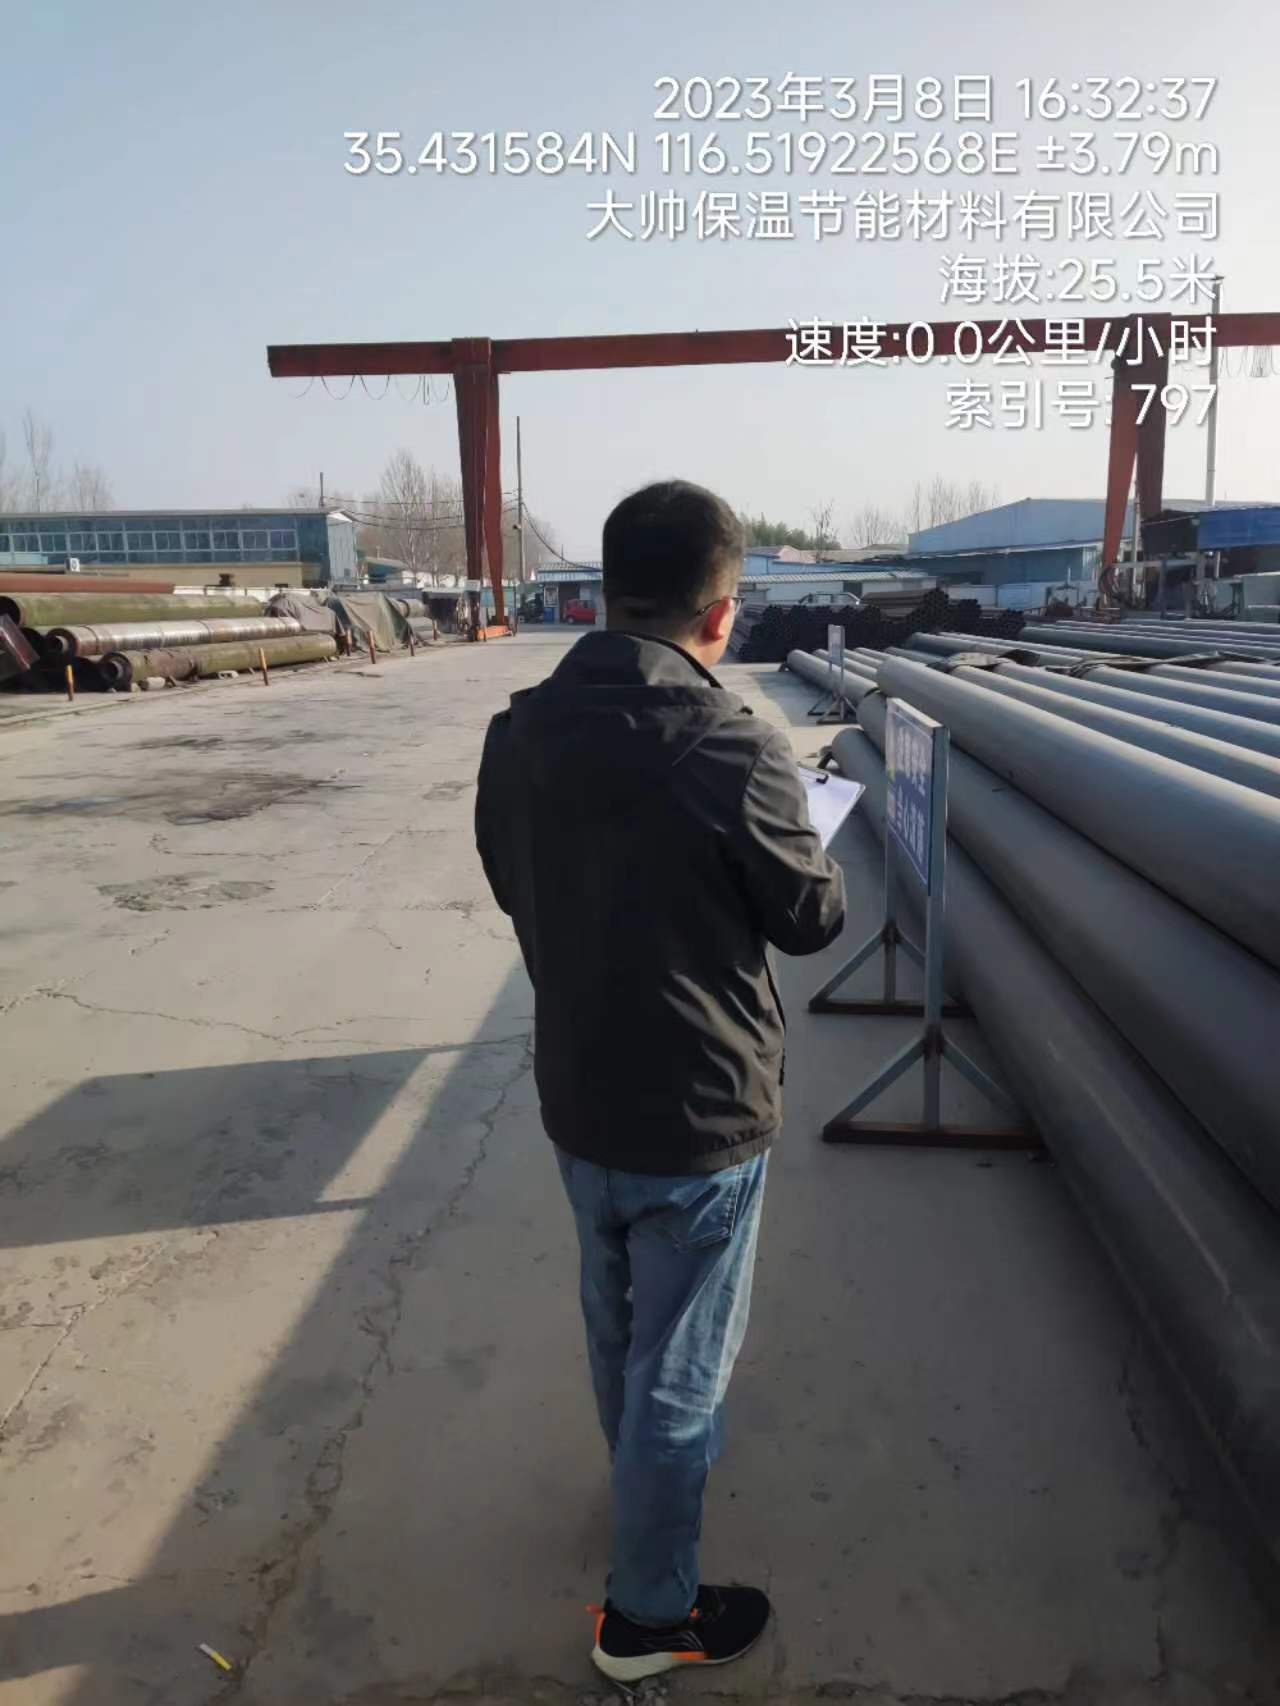 2023年3月8日 16:32:37
35.431584N 116.51922568E ±3.79m
大帅保温节能材料有限公司
海拔:25.5米
速度:0.0公里/小时
索引号: 797